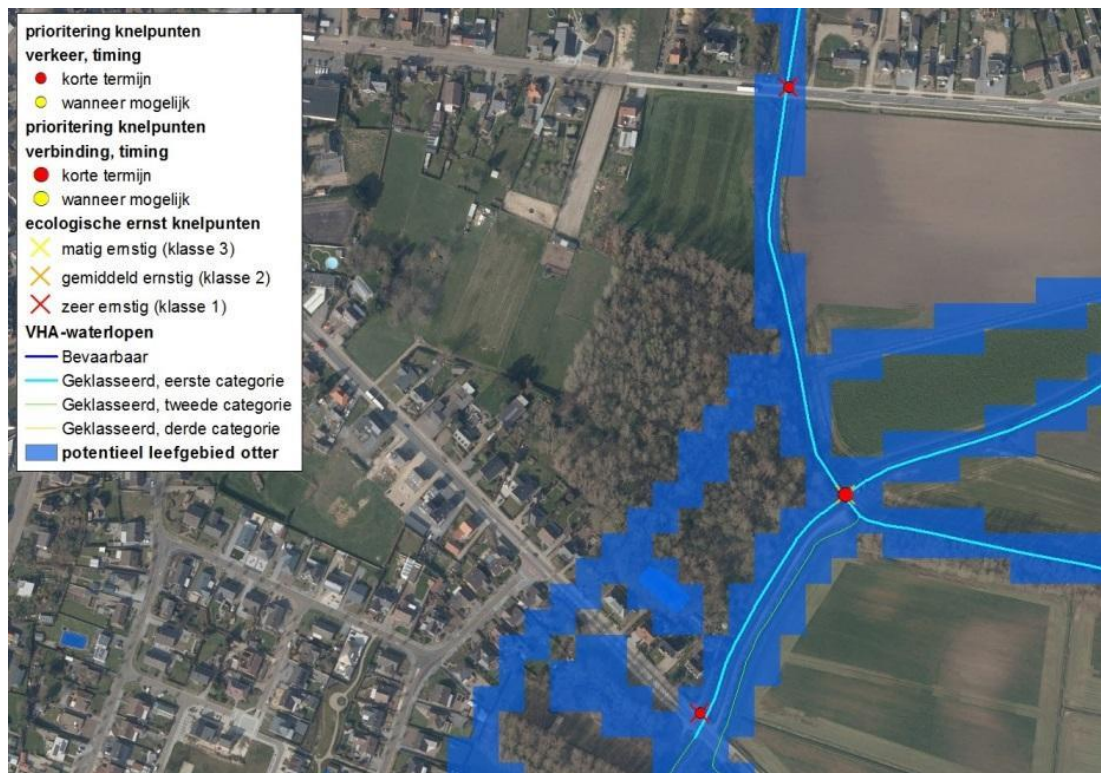 prioritering knelpunten
verkeer, timing
korte termijn
wanneer mogelijk
prioritering knelpunten
verbinding, timing
korte termijn
wanneer mogelijk
ecologische ernst knelpunten
matig ernstig (klasse 3)
gemiddeld ernstig (klasse 2)
zeer ernstig (klasse 1)
VHA-waterlopen
Bevaarbaar
Geklasseerd, eerste categorie
Geklasseerd, tweede categorie
Geklasseerd, derde categorie
potentieel leefgebied otter